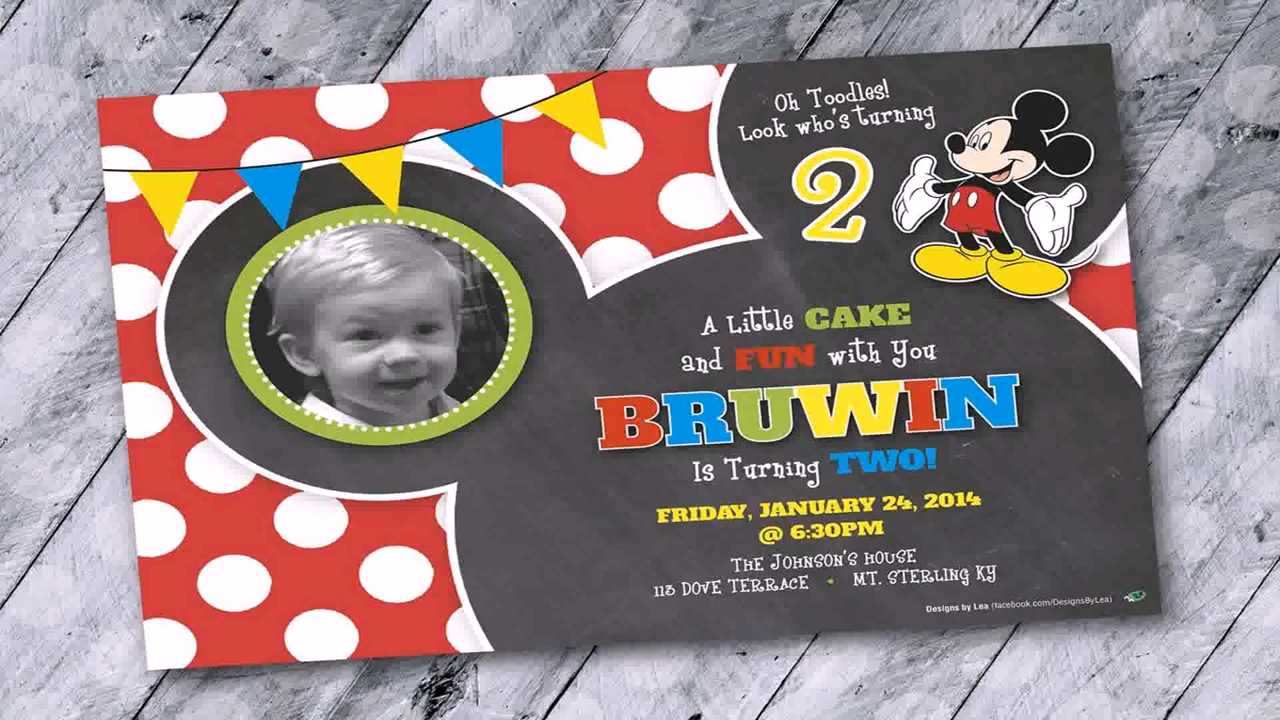 Oh Toodles!
Look who's turning
2
A Little CAKE
and FUN with You
BRUWIN
Is Turning TWO!
FRIDAY, JANUARY 24, 2014
@ 6:30PM
THE JOHNSON'S HOUSE
113 DOVE TERRACE • MT. STERLING KY
Designs by Lea (facebook.com/DesignsByLea)